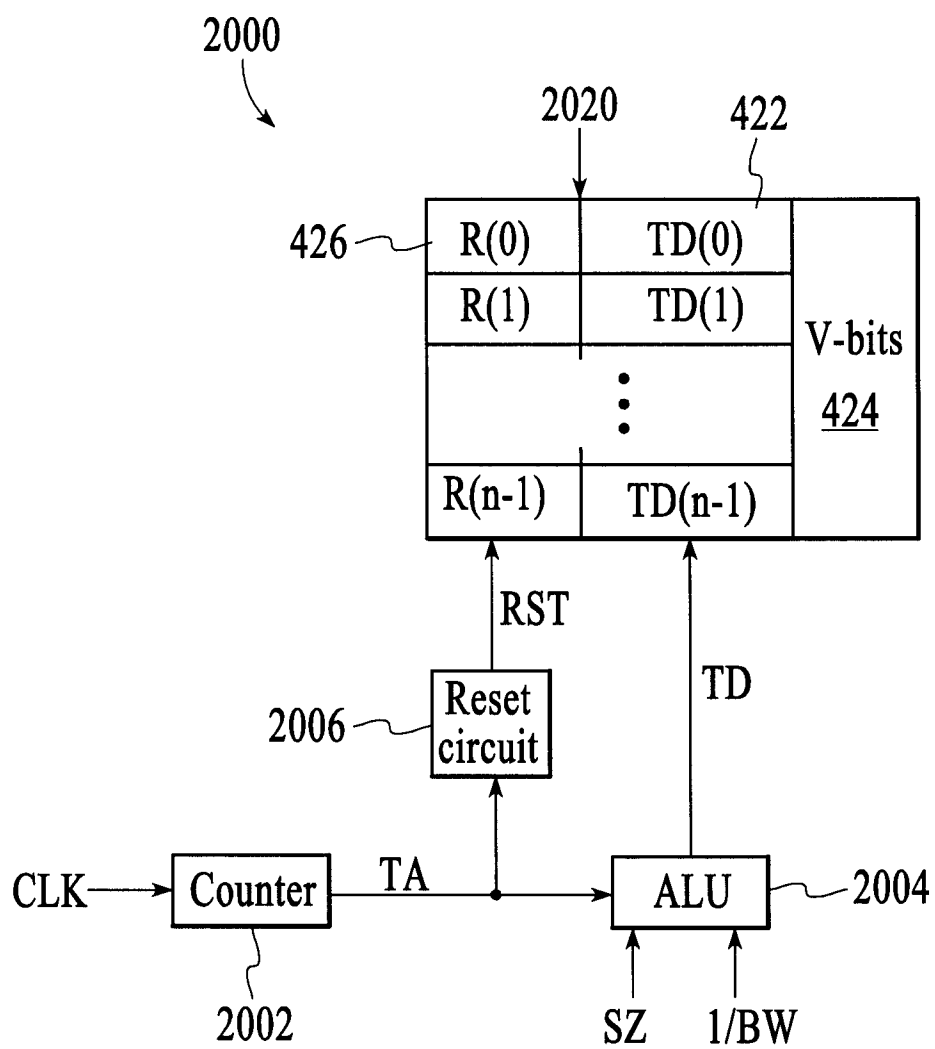 2000
2020
422
426
R(0)
TD(0)
R(1)
TD(1)
V-bits
424
R(n-1)
TD(n-1)
RST
TD
2006
Reset
circuit
CLK
Counter
TA
ALU
2004
2002
SZ
1/BW